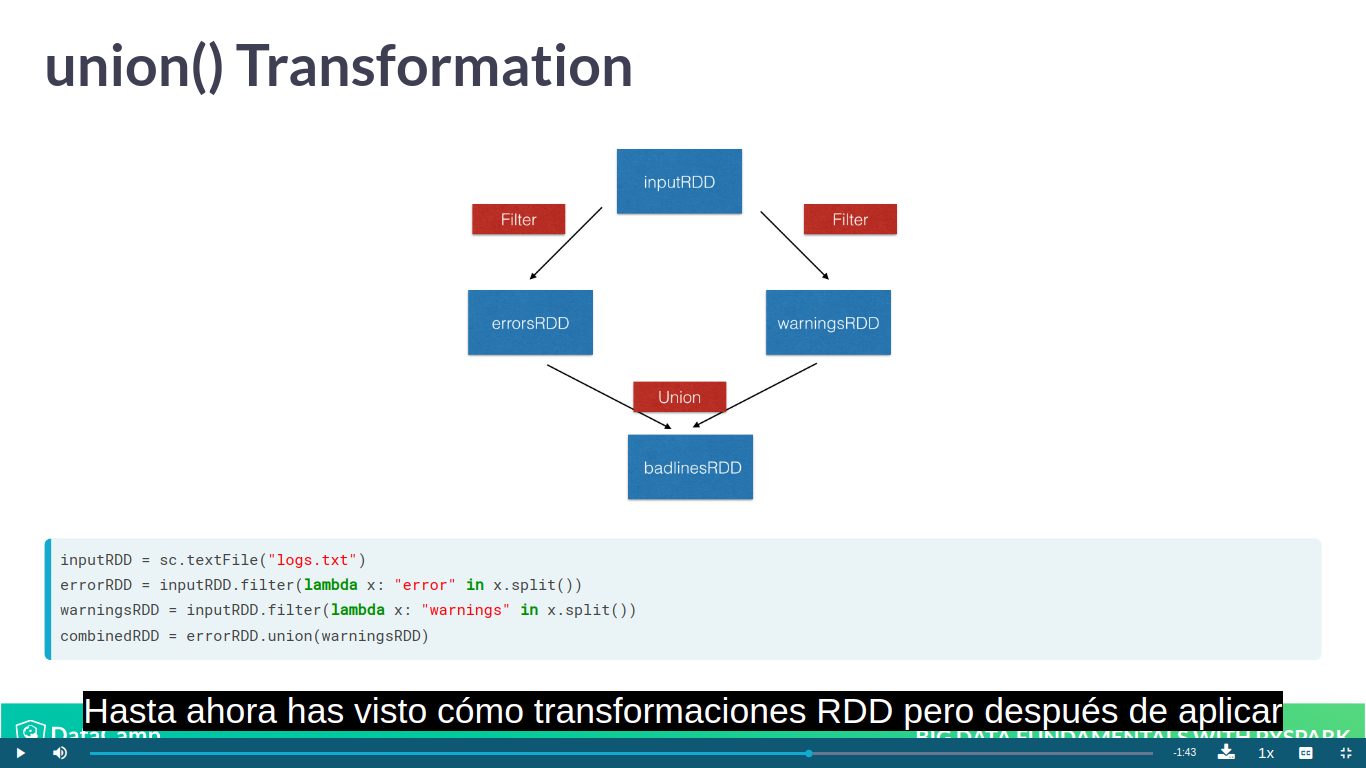 union() Transformation
inputRDD
Filter
Filter
errorsRDD
warningsRDD
Union
badlinesRDD
inputRDD = sc.textFile("logs.txt")
errorRDD = inputRDD.filter(lambda x: "error" in x.split())
warningsRDD = inputRDD.filter(lambda x: "warnings" in x.split())
combinedRDD = errorRDD.union(warningsRDD)
Hasta ahora has visto cómo transformaciones RDD pero después de aplicar
DataCamp
BIG DATA FUNDAMENTALS WITH PYSPARK
-1:43
1x
CC